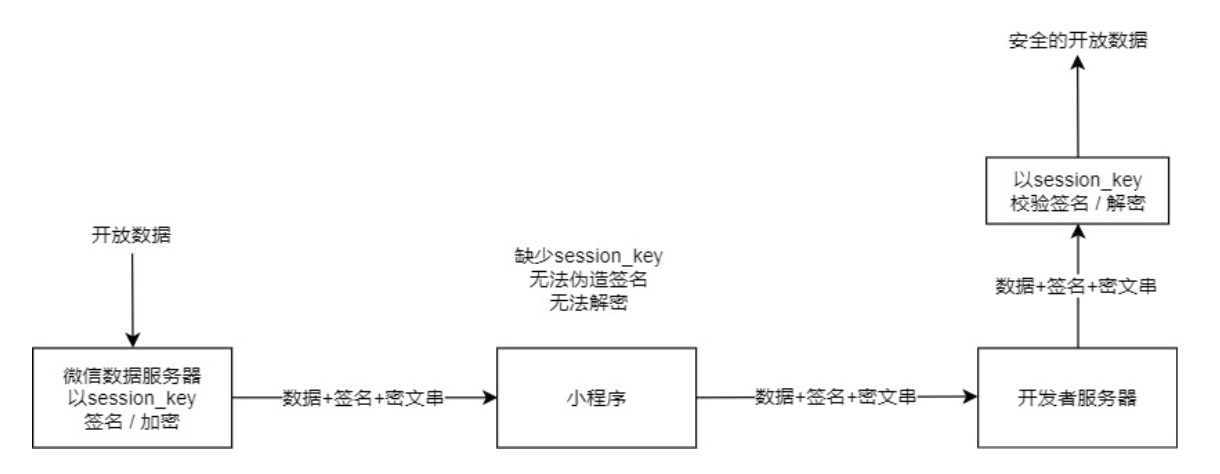 安全的开放数据
以session_key
校验签名 / 解密
开放数据
缺少session_key
无法伪造签名
无法解密
数据+签名+密文串
微信数据服务器
以session_key
签名 / 加密
数据+签名+密文串
小程序
数据+签名+密文串
开发者服务器